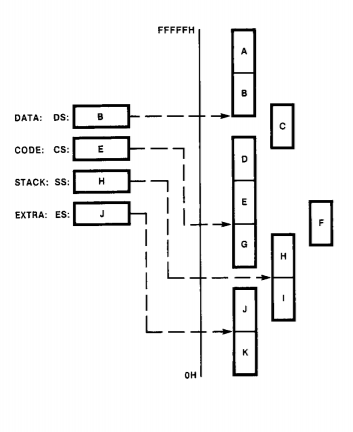 FFFFFH
A
B
DATA: DS: B
C
CODE: CS: E
D
STACK: SS: H
E
EXTRA: ES: J
F
G
H
I
J
K
0H